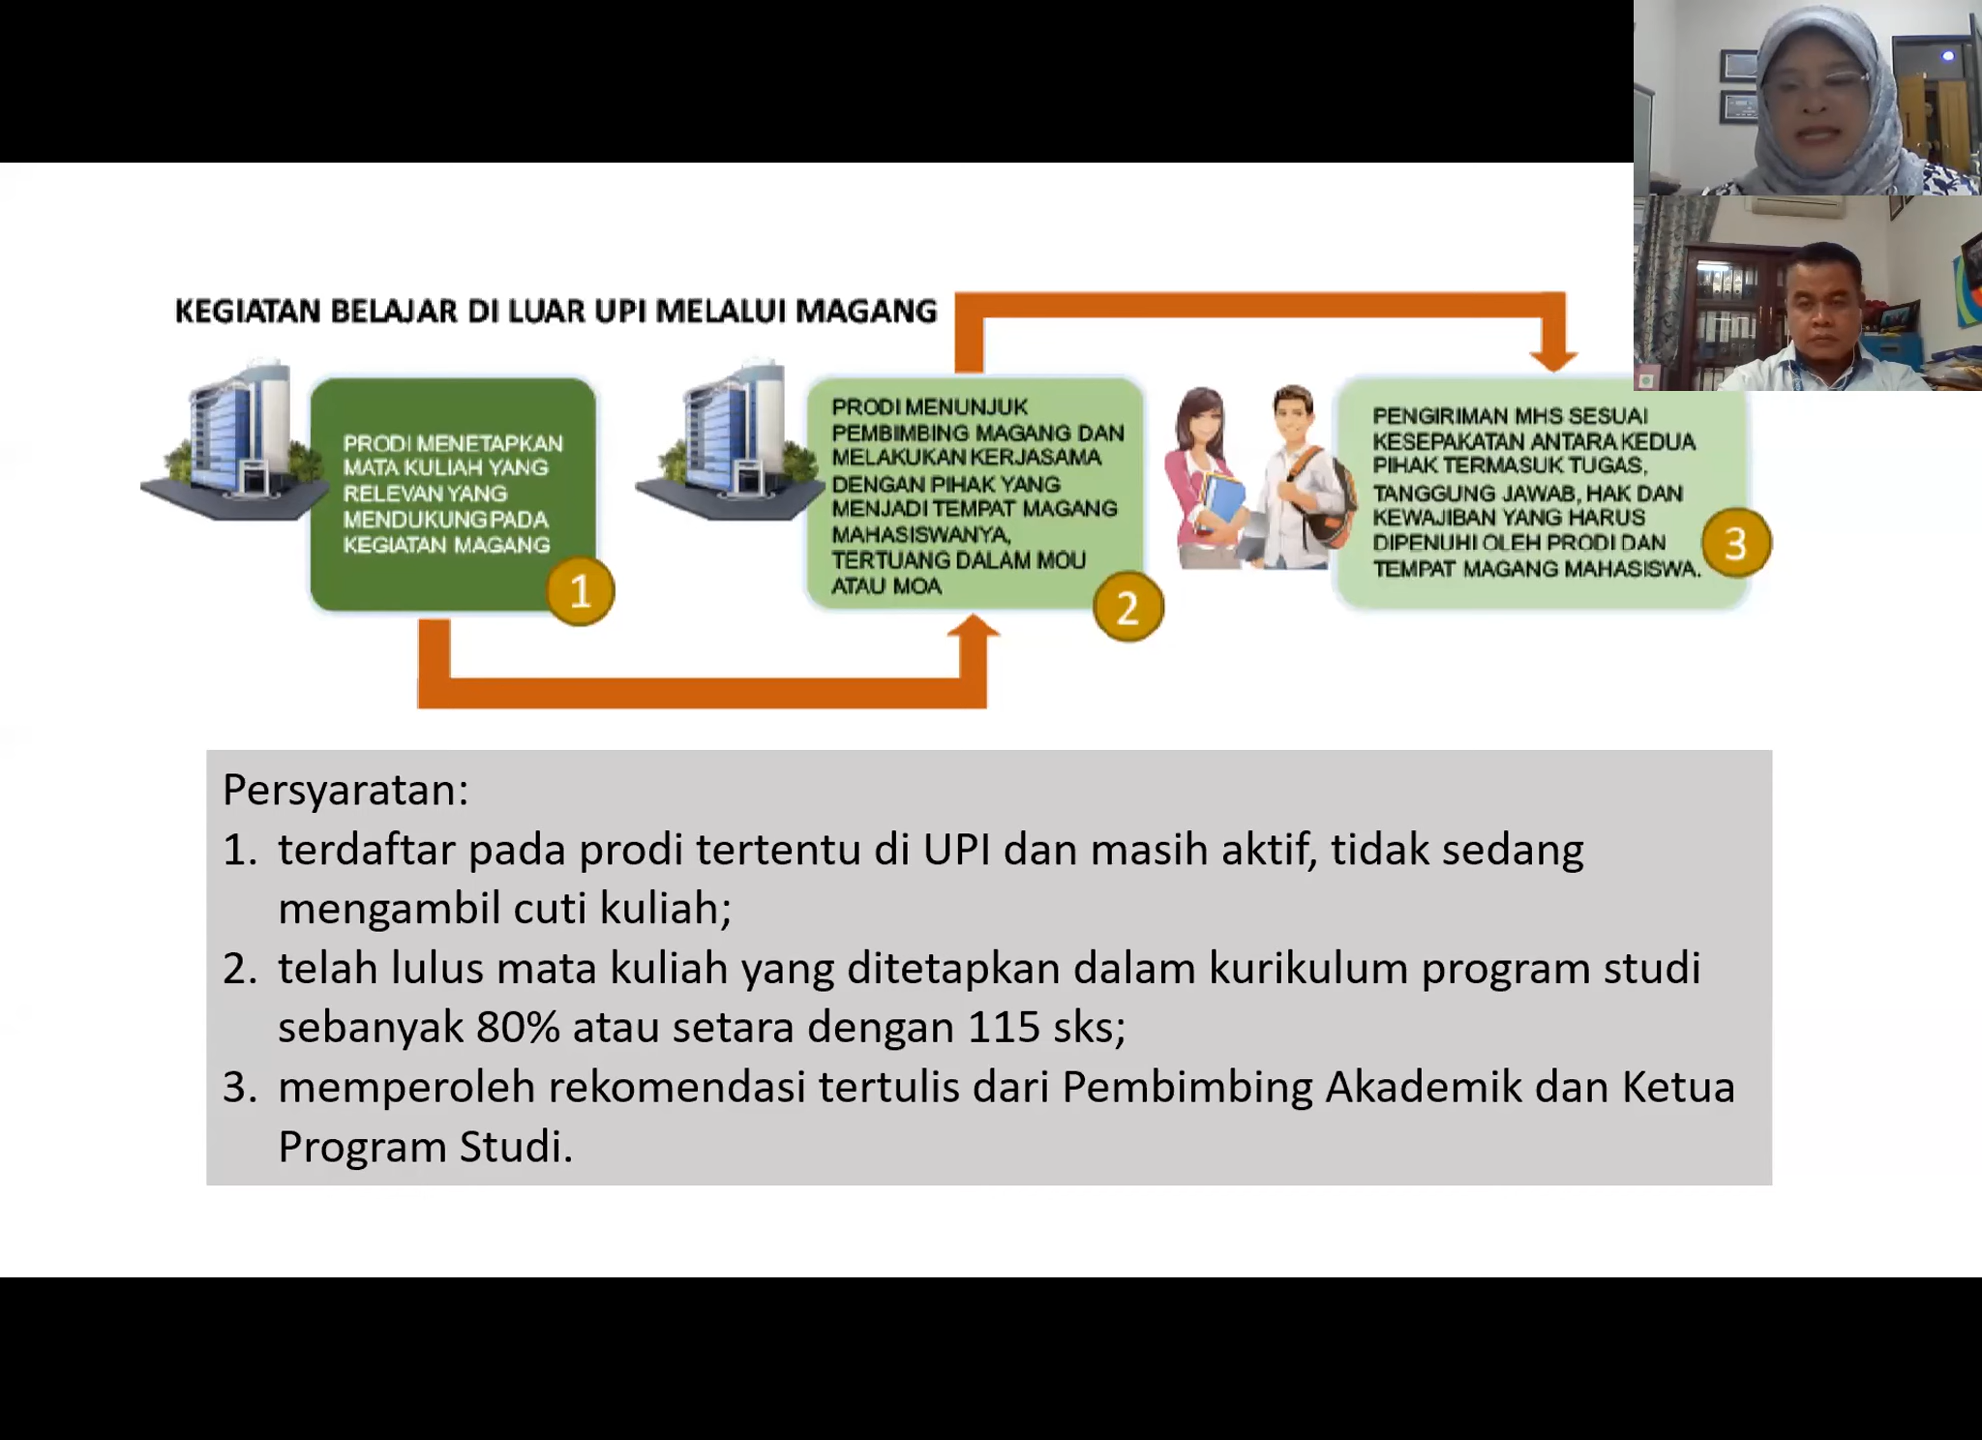 KEGIATAN BELAJAR DI LUAR UPI MELALUI MAGANG
PRODI MENETAPKAN
MATA KULIAH YANG
RELEVAN YANG
MENDUKUNG PADA
KEGIATAN MAGANG
1
PRODI MENUNJUK
PEMBIMBING MAGANG DAN
MELAKUKAN KERJASAMA
DENGAN PIHAK YANG
MENJADI TEMPAT MAGANG
MAHASISWANYA,
TERTUANG DALAM MOU
ATAU MOA
2
PENGIRIMAN MHS SESUAI
KESEPAKATAN ANTARA KEDUA
PIHAK TERMASUK TUGAS,
TANGGUNG JAWAB, HAK DAN
KEWAJIBAN YANG HARUS
DIPENUHI OLEH PRODI DAN
TEMPAT MAGANG MAHASISWA.
3
Persyaratan:
1. terdaftar pada prodi tertentu di UPI dan masih aktif, tidak sedang
mengambil cuti kuliah;
2. telah lulus mata kuliah yang ditetapkan dalam kurikulum program studi
sebanyak 80% atau setara dengan 115 sks;
3. memperoleh rekomendasi tertulis dari Pembimbing Akademik dan Ketua
Program Studi.